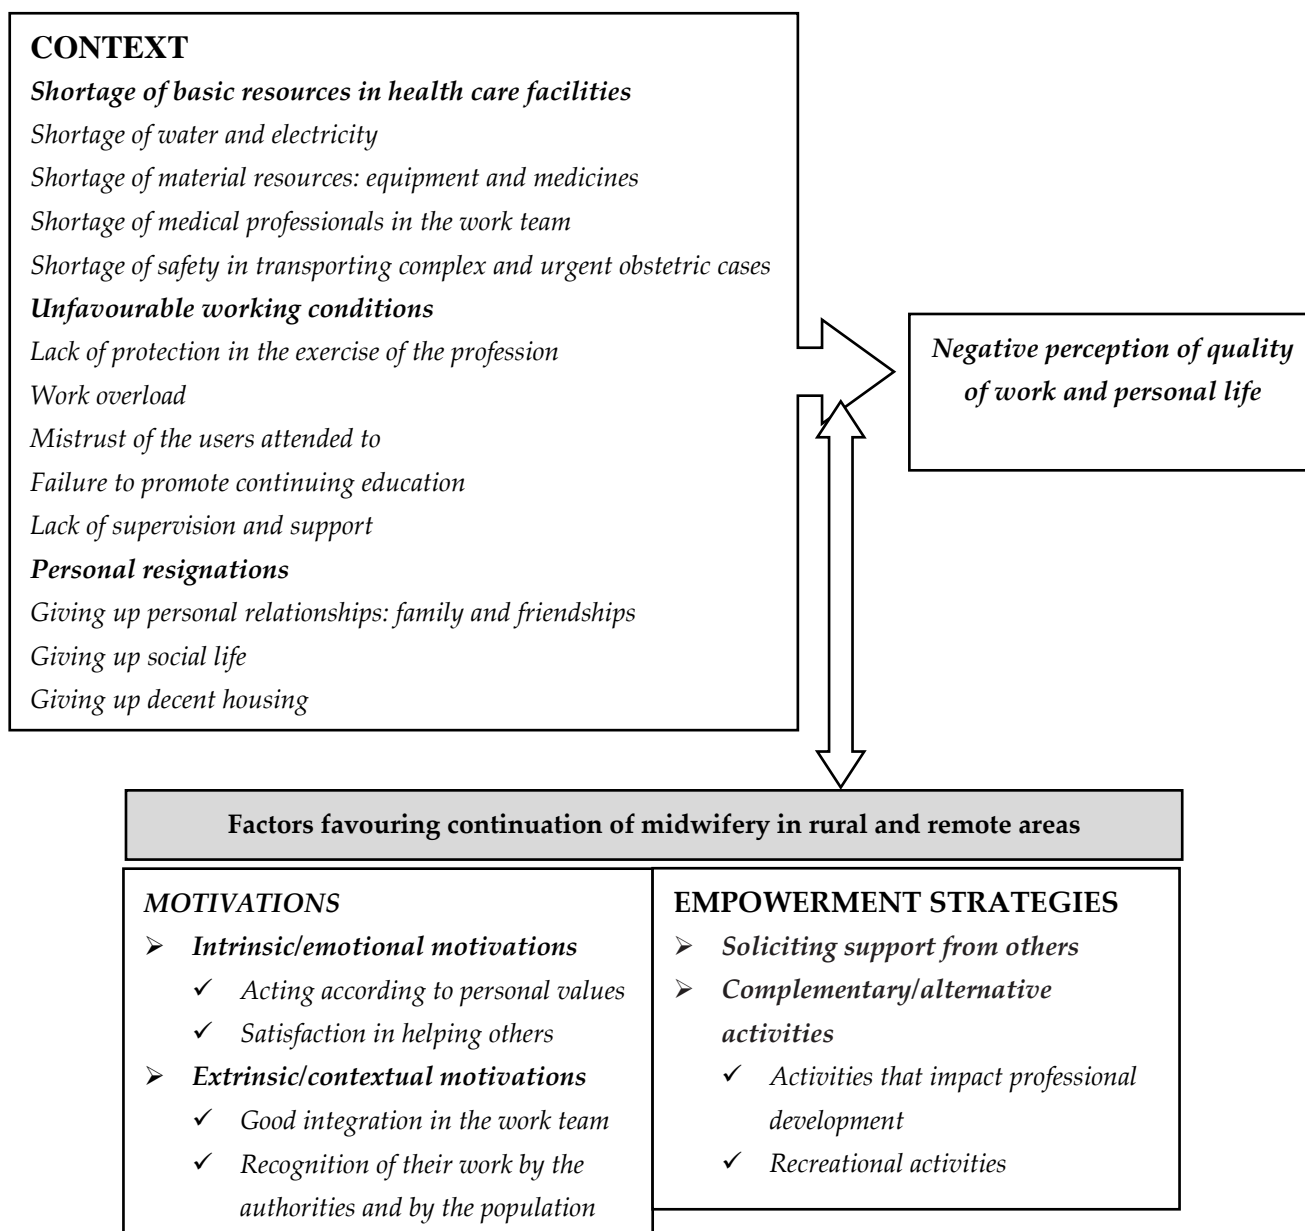 CONTEXT
Shortage of basic resources in health care facilities
Shortage of water and electricity
Shortage of material resources: equipment and medicines
Shortage of medical professionals in the work team
Shortage of safety in transporting complex and urgent obstetric cases
Unfavourable working conditions
Lack of protection in the exercise of the profession
Work overload
Mistrust of the users attended to
Failure to promote continuing education
Lack of supervision and support
Personal resignations
Giving up personal relationships: family and friendships
Giving up social life
Giving up decent housing
Negative perception of quality
of work and personal life
Factors favouring continuation of midwifery in rural and remote areas
MOTIVATIONS
➢ Intrinsic/emotional motivations
✓ Acting according to personal values
✓ Satisfaction in helping others
➢ Extrinsic/contextual motivations
✓ Good integration in the work team
✓ Recognition of their work by the
authorities and by the population
EMPOWERMENT STRATEGIES
➢ Soliciting support from others
➢ Complementary/alternative
activities
✓ Activities that impact professional
development
✓ Recreational activities